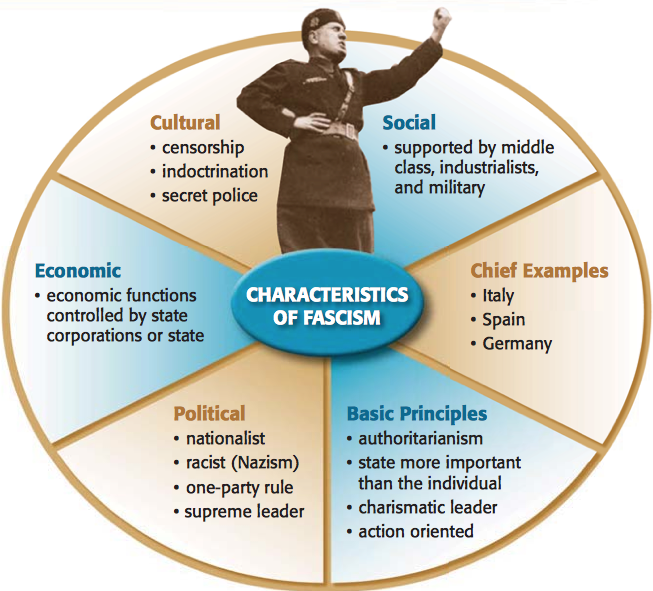 Cultural
• censorship
• indoctrination
• secret police
Social
• supported by middle
class, industrialists,
and military
Economic
• economic functions
controlled by state
corporations or state
CHARACTERISTICS
OF FASCISM
Chief Examples
• Italy
• Spain
• Germany
Political
• nationalist
• racist (Nazism)
• one-party rule
• supreme leader
Basic Principles
• authoritarianism
• state more important
than the individual
• charismatic leader
• action oriented